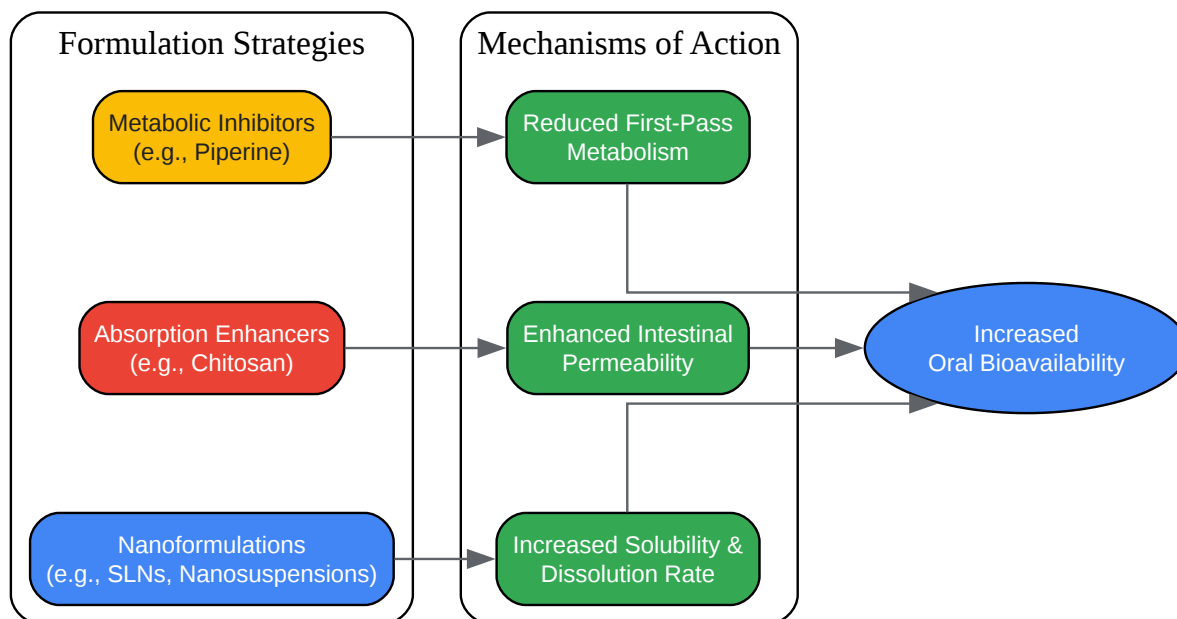 Formulation Strategies
Mechanisms of Action
Metabolic Inhibitors
(e.g., Piperine)
Reduced First-Pass
Metabolism
Absorption Enhancers
(e.g., Chitosan)
Enhanced Intestinal
Permeability
Increased
Oral Bioavailability
Nanoformulations
(e.g., SLNs, Nanosuspensions)
Increased Solubility &
Dissolution Rate